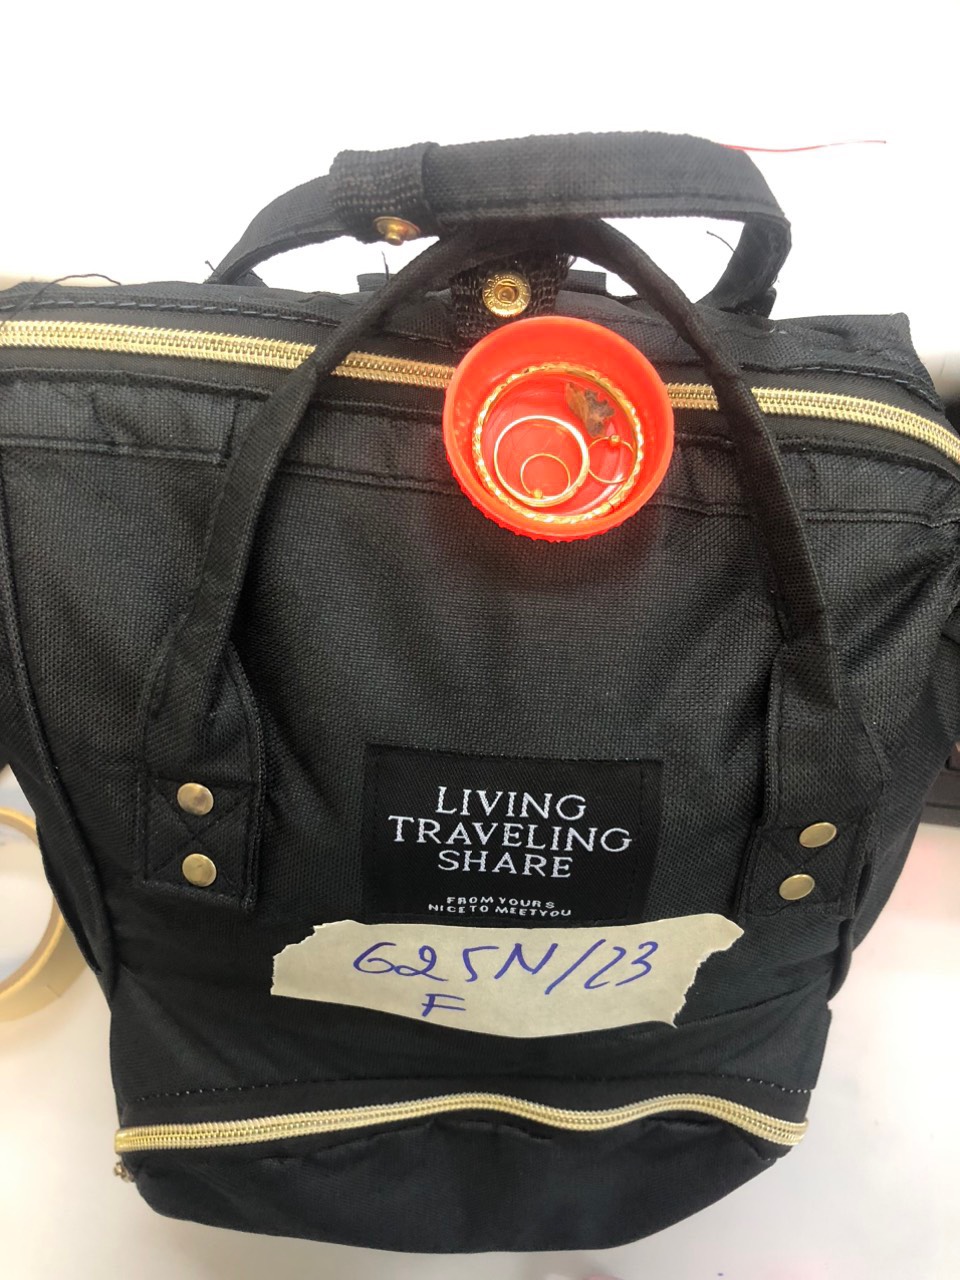 LIVING
TRAVELING
SHARE
FROM YOURS
NICE TO MEET YOU
625N/23
F